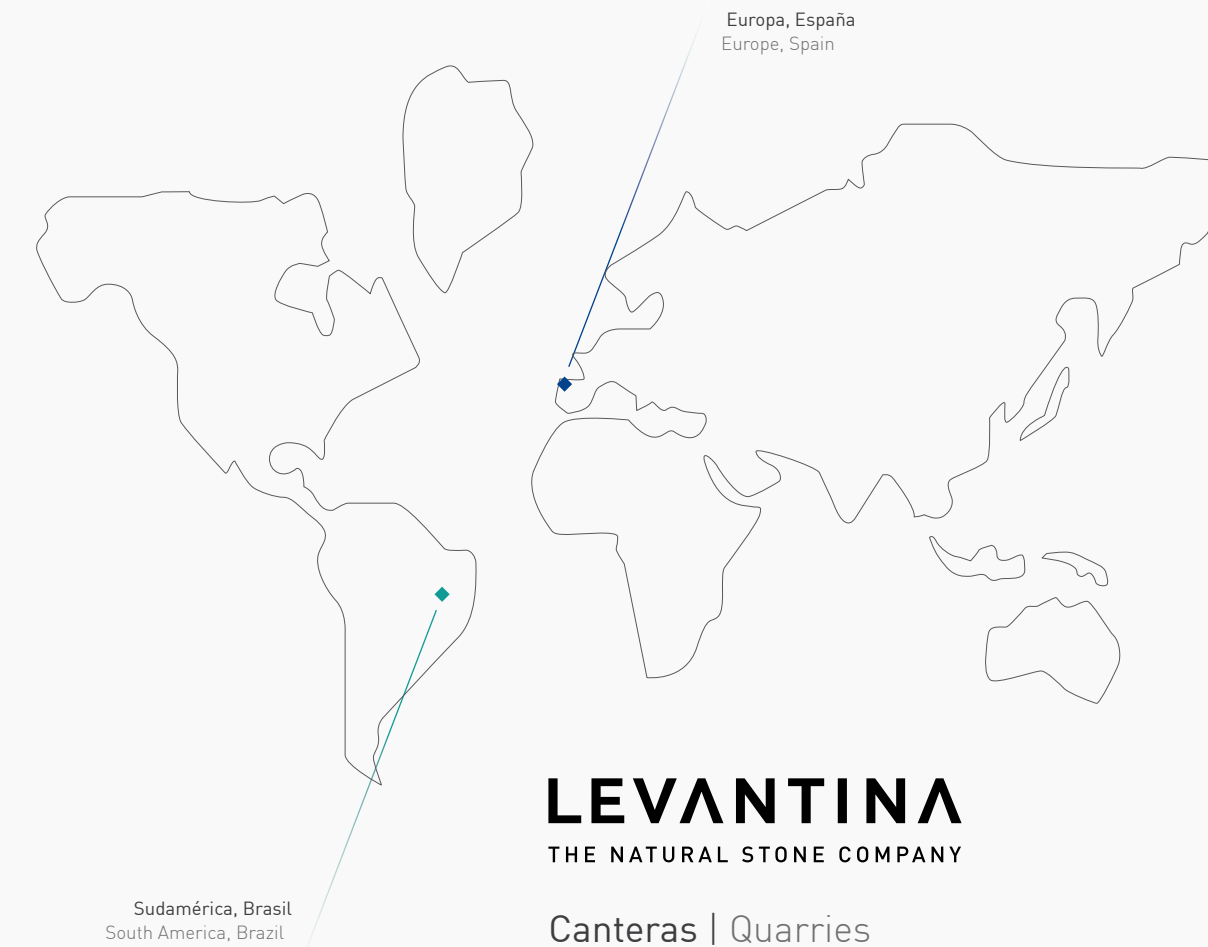 Europa, España
Europe, Spain
LEVANTINA
THE NATURAL STONE COMPANY
Sudamérica, Brasil
South America, Brazil
Canteras | Quarries